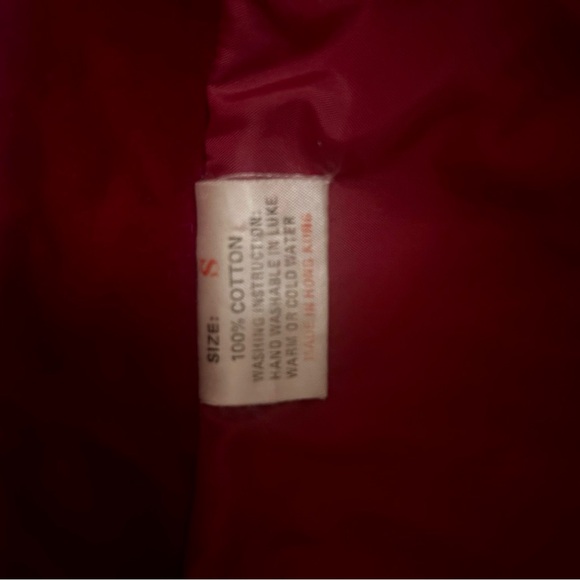 SIZE: S
100% COTTON
WASHING INSTRUCTION:
HAND WASHABLE IN LUKE
WARM OR COLD WATER
MADE IN HONG KONG